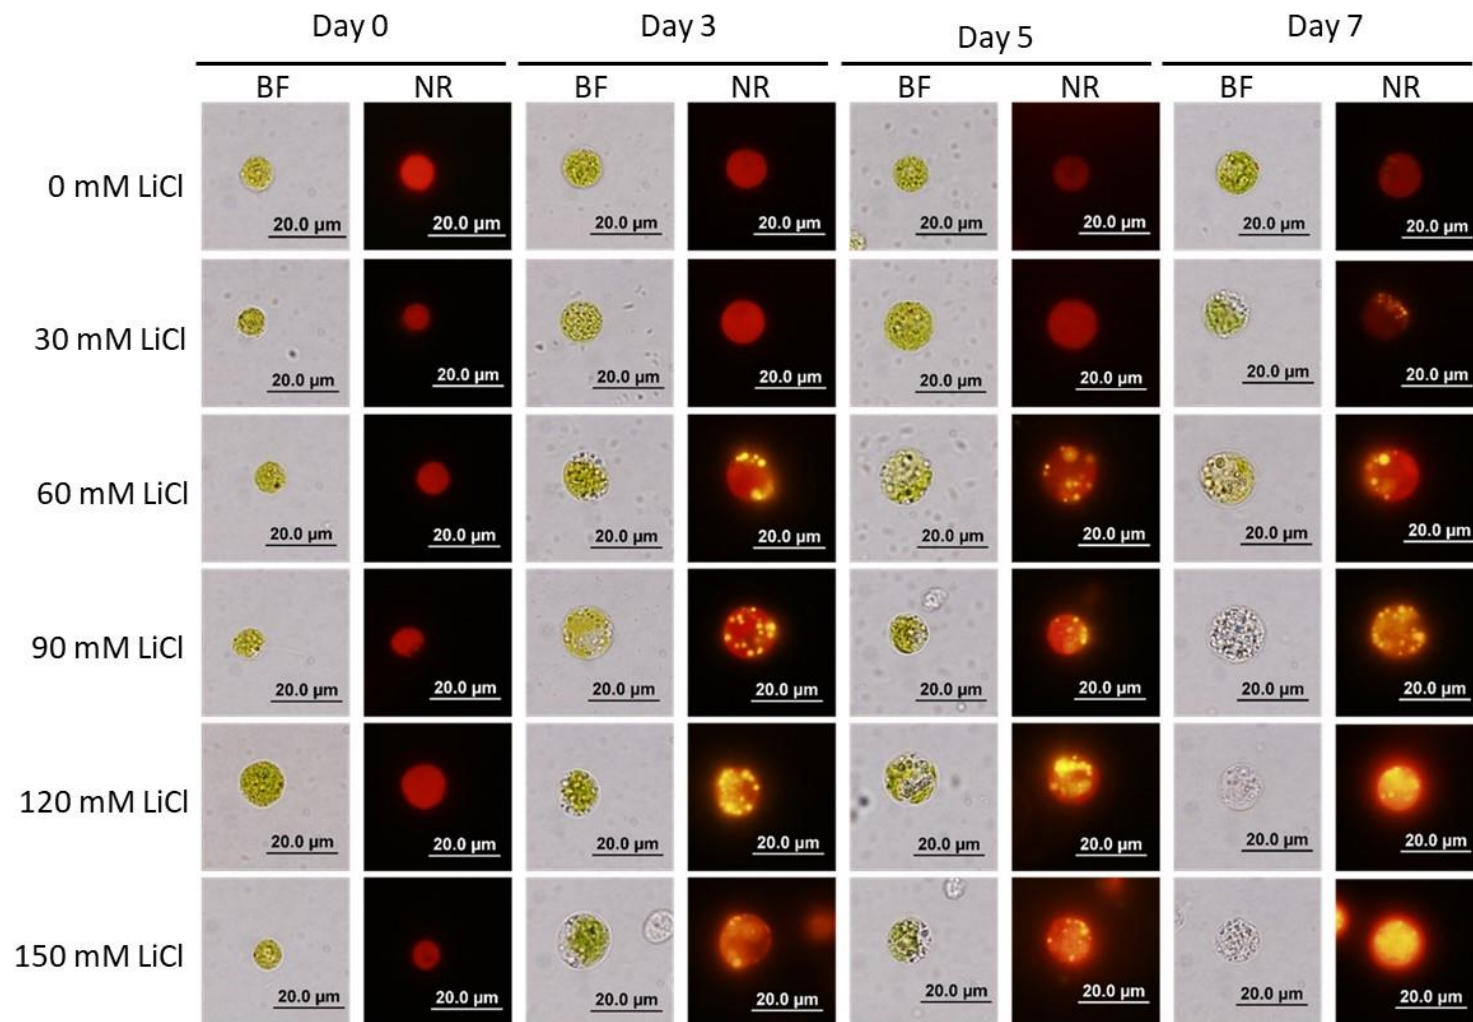 Day 0 Day 3 Day 5 Day 7
BF NR BF NR BF NR BF NR
0 mM LiCl 20.0 µm 20.0 µm 20.0 µm 20.0 µm 20.0 µm 20.0 µm 20.0 µm 20.0 µm
30 mM LiCl 20.0 µm 20.0 µm 20.0 µm 20.0 µm 20.0 µm 20.0 µm 20.0 µm 20.0 µm
60 mM LiCl 20.0 µm 20.0 µm 20.0 µm 20.0 µm 20.0 µm 20.0 µm 20.0 µm 20.0 µm
90 mM LiCl 20.0 µm 20.0 µm 20.0 µm 20.0 µm 20.0 µm 20.0 µm 20.0 µm 20.0 µm
120 mM LiCl 20.0 µm 20.0 µm 20.0 µm 20.0 µm 20.0 µm 20.0 µm 20.0 µm 20.0 µm
150 mM LiCl 20.0 µm 20.0 µm 20.0 µm 20.0 µm 20.0 µm 20.0 µm 20.0 µm 20.0 µm